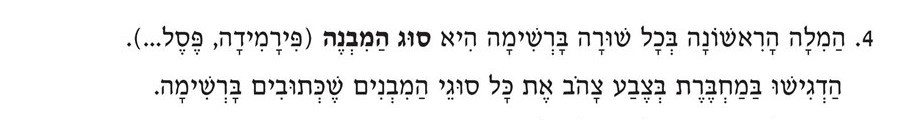 4. הַמִלָה הָרִאשׁוֹנָה בְּכָל שׁוּרָה בָּרְשִׁימָה הִיא סוּג הַמִבְנֶה (פִּירָמִידָה, פֶּסֶל...).
הַדְגִישׁוּ בַּמַחְבֶּרֶת בְּצֶבַע צָהֹב אֶת כָּל סוּגֵי הַמִבְנִים שֶׁכְּתוּבִים בָּרְשִׁימָה.